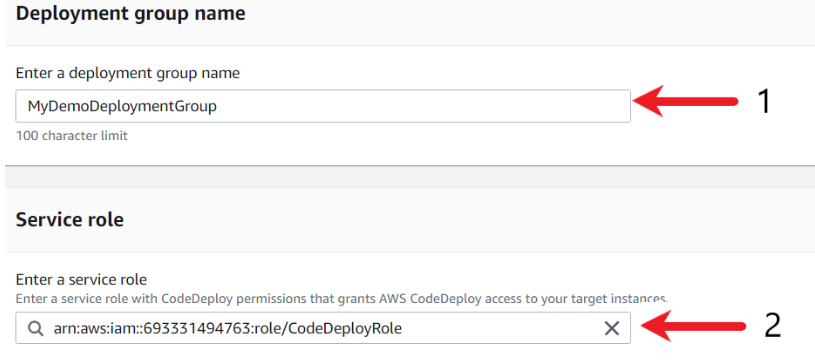 Deployment group name
Enter a deployment group name
MyDemoDeploymentGroup
1
100 character limit
Service role
Enter a service role
Enter a service role with CodeDeploy permissions that grants AWS CodeDeploy access to your target instances.
arn:aws:iam::693331494763:role/CodeDeployRole
2